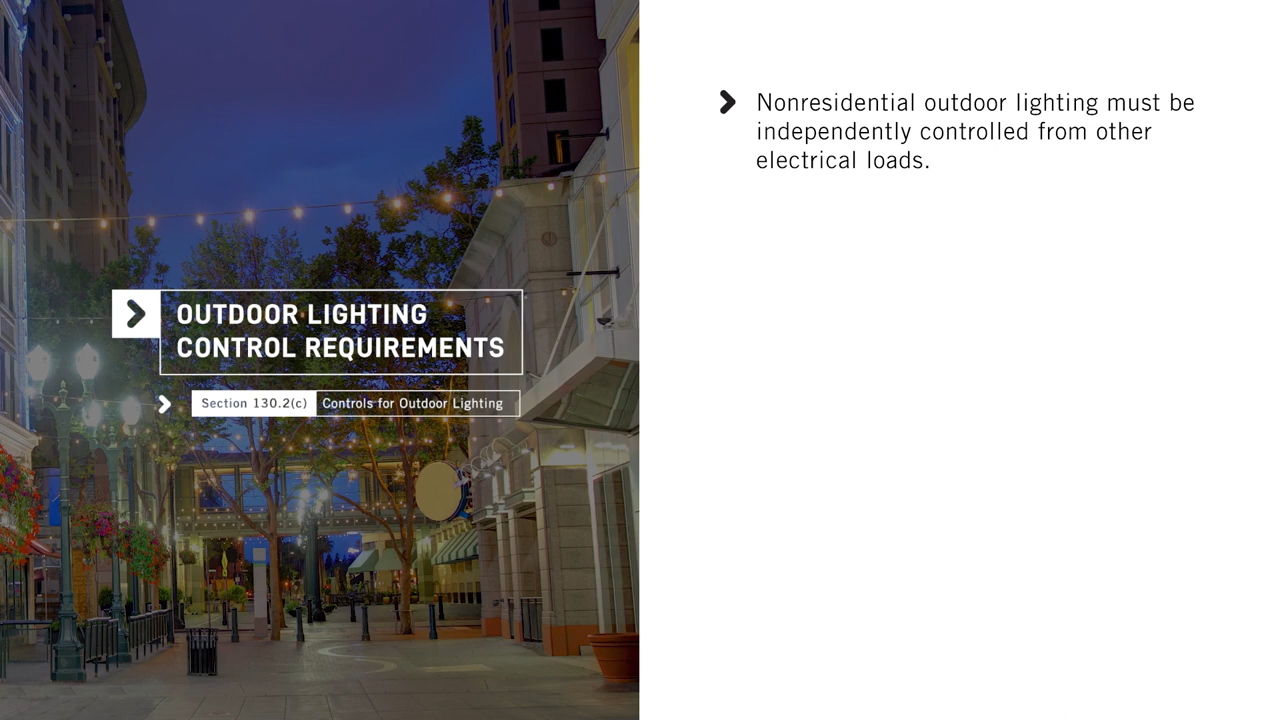 OUTDOOR LIGHTING
CONTROL REQUIREMENTS
Section 130.2(c) Controls for Outdoor Lighting
Nonresidential outdoor lighting must be
independently controlled from other
electrical loads.